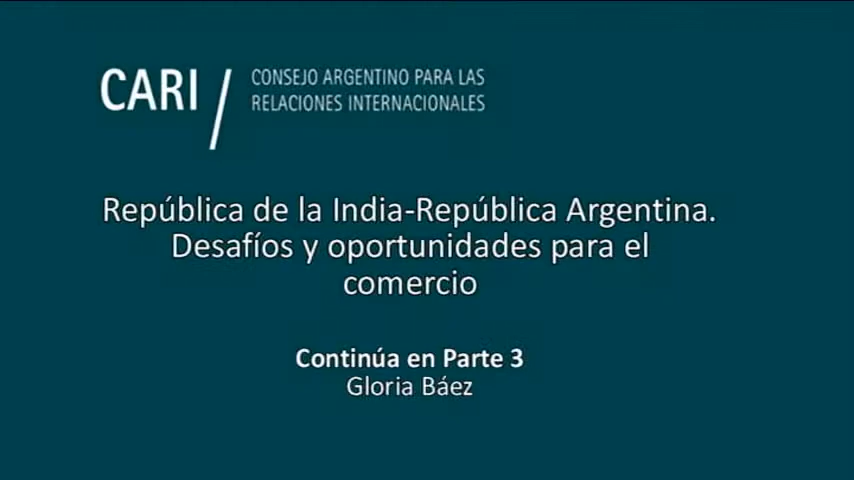 CARI/
CONSEJO ARGENTINO PARA LAS
RELACIONES INTERNACIONALES
República de la India-República Argentina.
Desafíos y oportunidades para el
comercio
Continúa en Parte 3
Gloria Báez